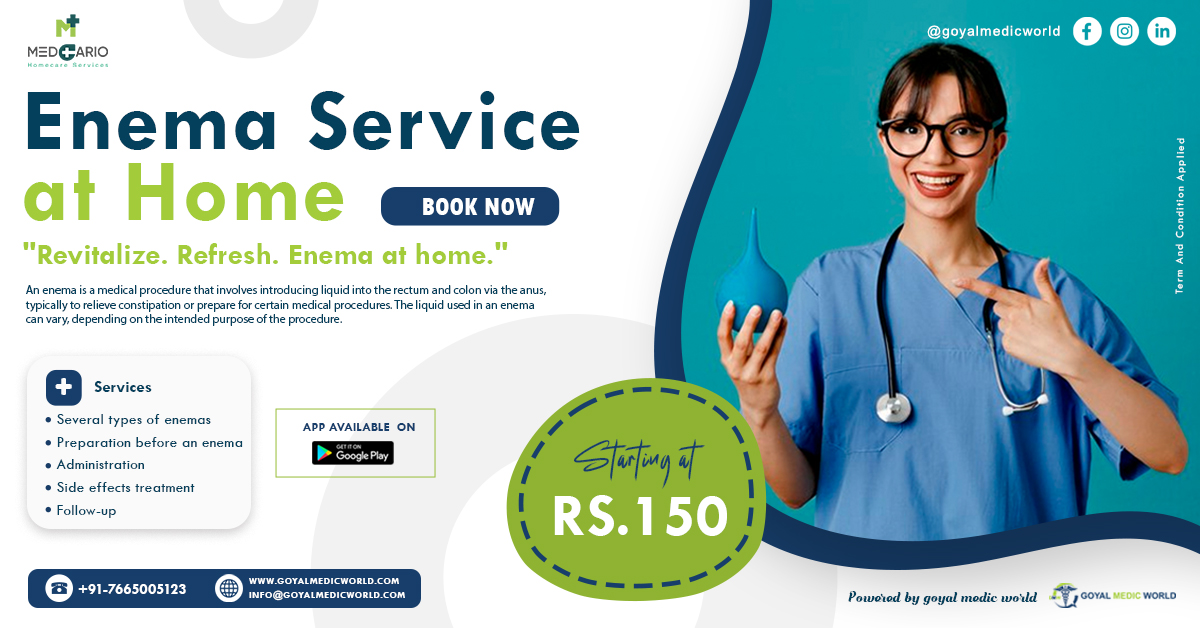 MEDCARIO
Homecare Services
@goyalmedicworld
Enema Service
at Home
BOOK NOW
"Revitalize. Refresh. Enema at home."
An enema is a medical procedure that involves introducing liquid into the rectum and colon via the anus,
typically to relieve constipation or prepare for certain medical procedures. The liquid used in an enema
can vary, depending on the intended purpose of the procedure.
Services
• Several types of enemas
• Preparation before an enema
• Administration
• Side effects treatment
• Follow-up
APP AVAILABLE ON
GET IT ON
Google Play
Starting at
RS.150
Term And Condition Applied
+91-7665005123
WWW.GOYALMEDICWORLD.COM
INFO@GOYALMEDICWORLD.COM
Powered by goyal medic world
GOYAL MEDIC WORLD